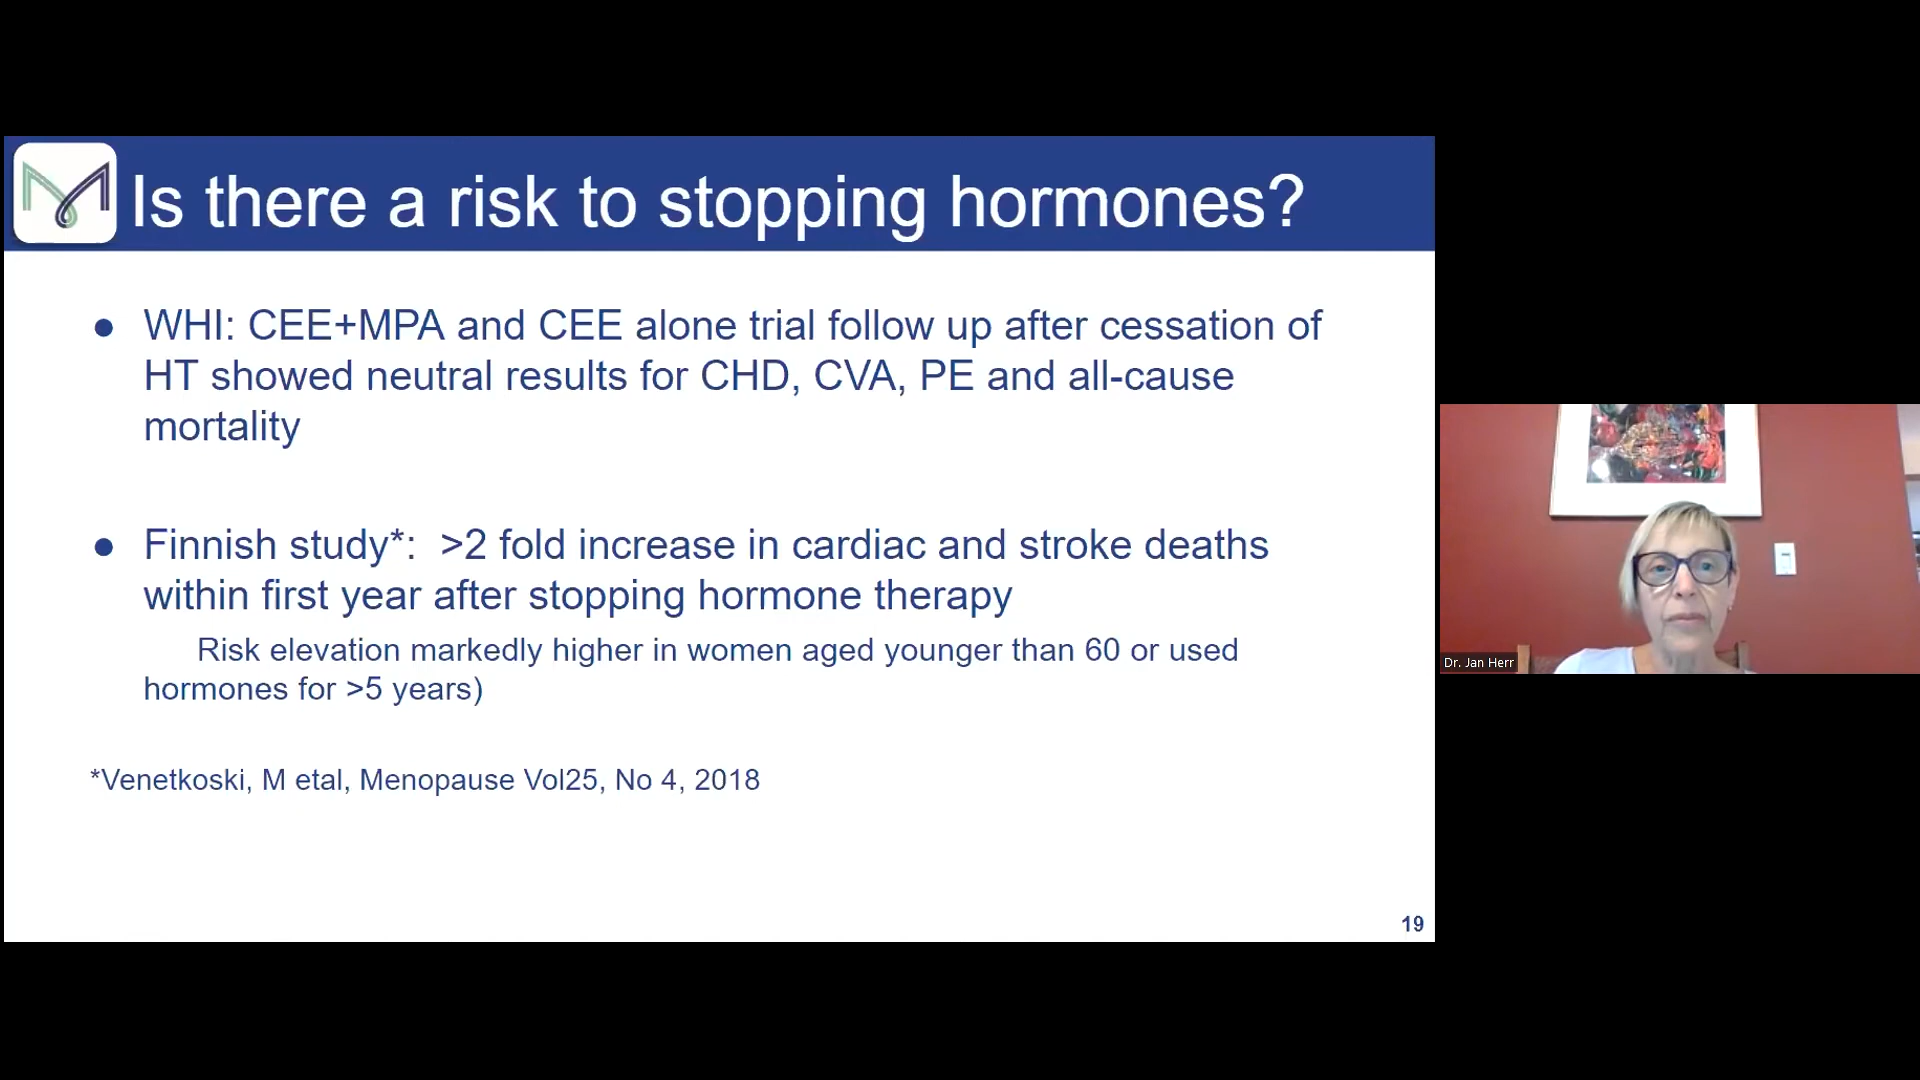 Is there a risk to stopping hormones?
● WHI: CEE+MPA and CEE alone trial follow up after cessation of
HT showed neutral results for CHD, CVA, PE and all-cause
mortality
● Finnish study*:  >2 fold increase in cardiac and stroke deaths
within first year after stopping hormone therapy
Risk elevation markedly higher in women aged younger than 60 or used
hormones for >5 years)
*Venetkoski, M etal, Menopause Vol25, No 4, 2018
19
Dr. Jan Herr